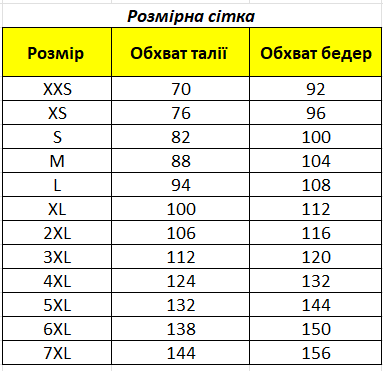 Розмірна сітка
Розмір Обхват талії Обхват бедер
XXS 70 92
XS 76 96
S 82 100
M 88 104
L 94 108
XL 100 112
2XL 106 116
3XL 112 120
4XL 124 132
5XL 132 144
6XL 138 150
7XL 144 156